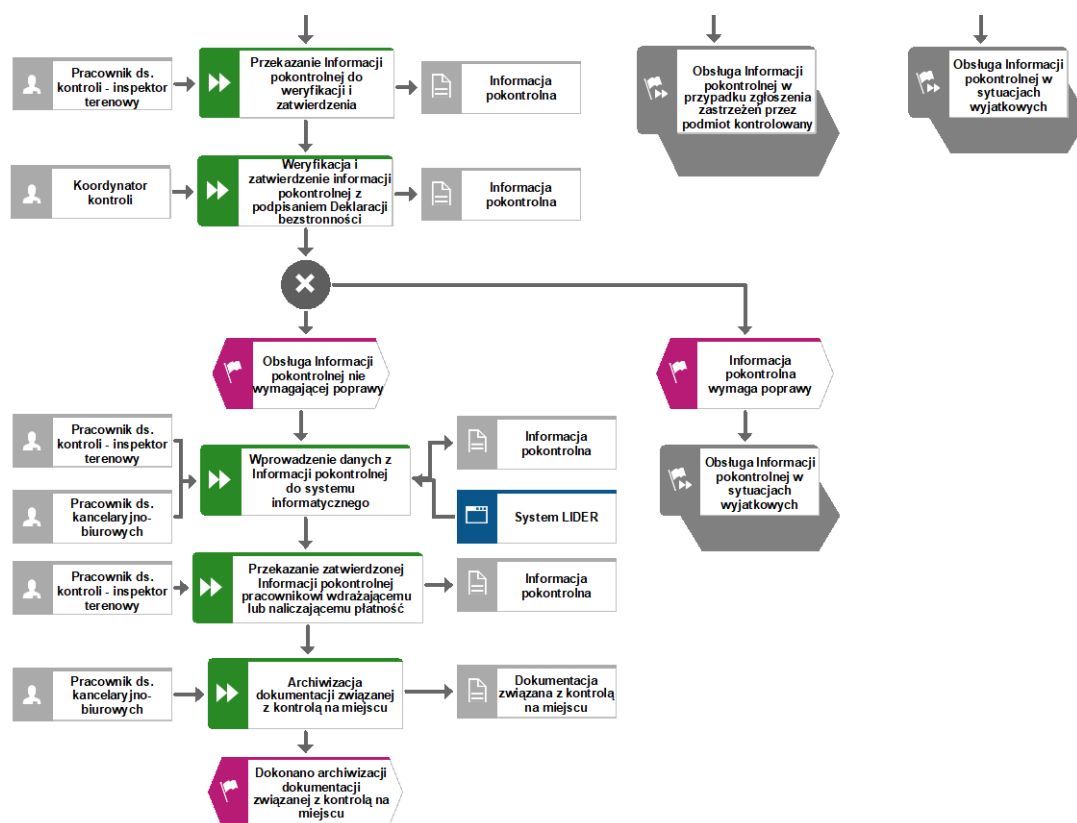 Pracownik ds.
kontroli - inspektor
terenowy
Przekazanie Informacji
pokontrolnej do
weryfikacji i
zatwierdzenia
Informacja
pokontrolna
Obsługa Informacji
pokontrolnej w
przypadku zgłoszenia
zastrzeżeń przez
podmiot kontrolowany
Obsługa Informacji
pokontrolnej w
sytuacjach
wyjatkowych
Koordynator
kontroli
Weryfikacja i
zatwierdzenie informacji
pokontrolnej z
podpisaniem Deklaracji
bezstronności
Informacja
pokontrolna
Obsługa Informacji
pokontrolnej nie
wymagającej poprawy
Informacja
pokontrolna
wymaga poprawy
Pracownik ds.
kontroli - inspektor
terenowy
Pracownik ds.
kancelaryjno-
biurowych
Wprowadzenie danych z
Informacji pokontrolnej
do systemu
informatycznego
Informacja
pokontrolna
System LIDER
Obsługa Informacji
pokontrolnej w
sytuacjach
wyjatkowych
Pracownik ds.
kontroli - inspektor
terenowy
Przekazanie zatwierdzonej
Informacji pokontrolnej
pracownikowi wdrażającemu
lub naliczającemu płatność
Informacja
pokontrolna
Pracownik ds.
kancelaryjno-
biurowych
Archiwizacja
dokumentacji związanej
z kontrolą na miejscu
Dokumentacja
związana z kontrolą
na miejscu
Dokonano archiwizacji
dokumentacji
związanej z kontrolą na
miejscu